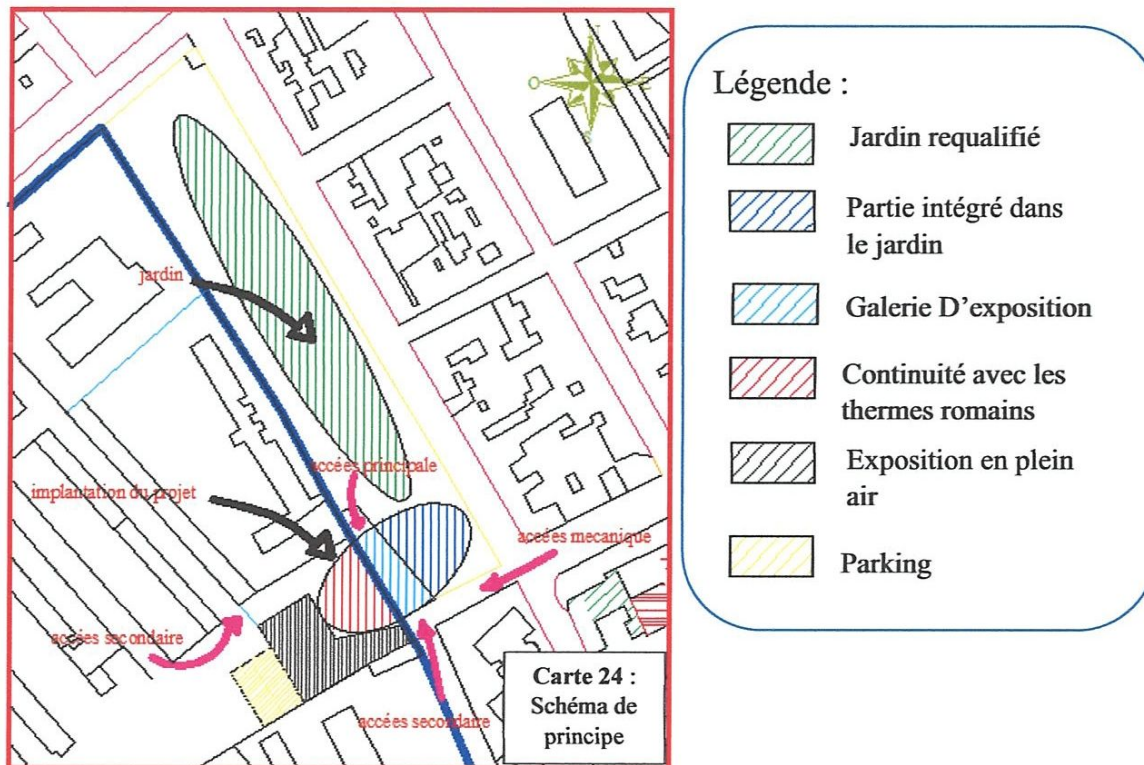 jardin
accées principale
implantation du projet
accées mecanique
accées secondaire
accées secondaire
Carte 24 :
Schéma de
principe
Légende :
Jardin requalifié
Partie intégré dans
le jardin
Galerie D'exposition
Continuité avec les
thermes romains
Exposition en plein
air
Parking